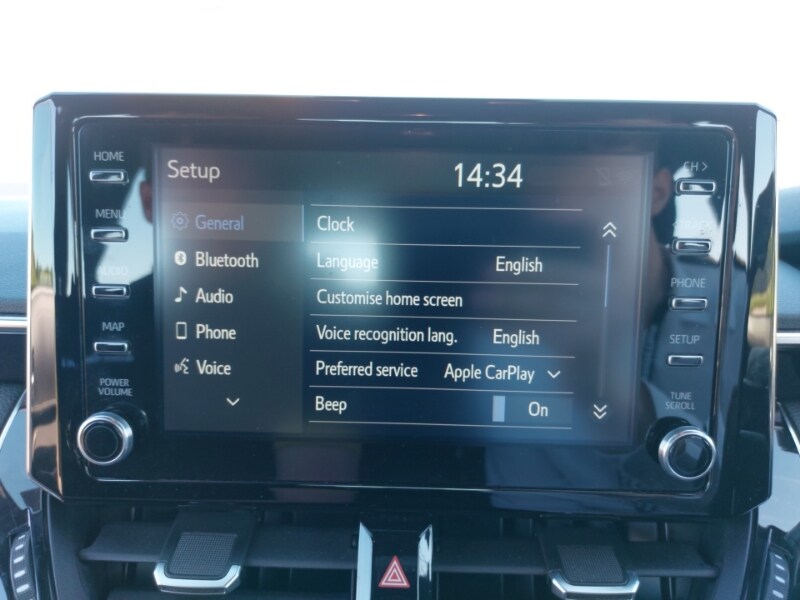 HOME
MENU
AUDIO
MAP
POWER
VOLUME
Setup
14:34
General
Bluetooth
Audio
Phone
Voice
Clock
Language English
Customise home screen
Voice recognition lang. English
Preferred service Apple CarPlay
Beep On
CH >
PHONE
SETUP
TUNE
SCROLL